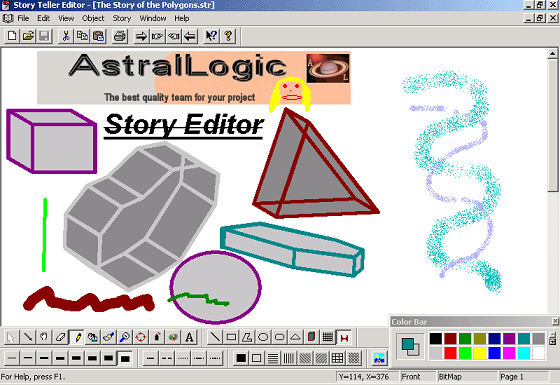 Story Teller Editor - [The Story of the Polygons.str]
File Edit View Object Story Window Help
AstralLogic
A
L
The best quality team for your project
Story Editor
Color Bar
A
For Help, press F1.
Y=114, X=376
Front
BitMap
Page 1